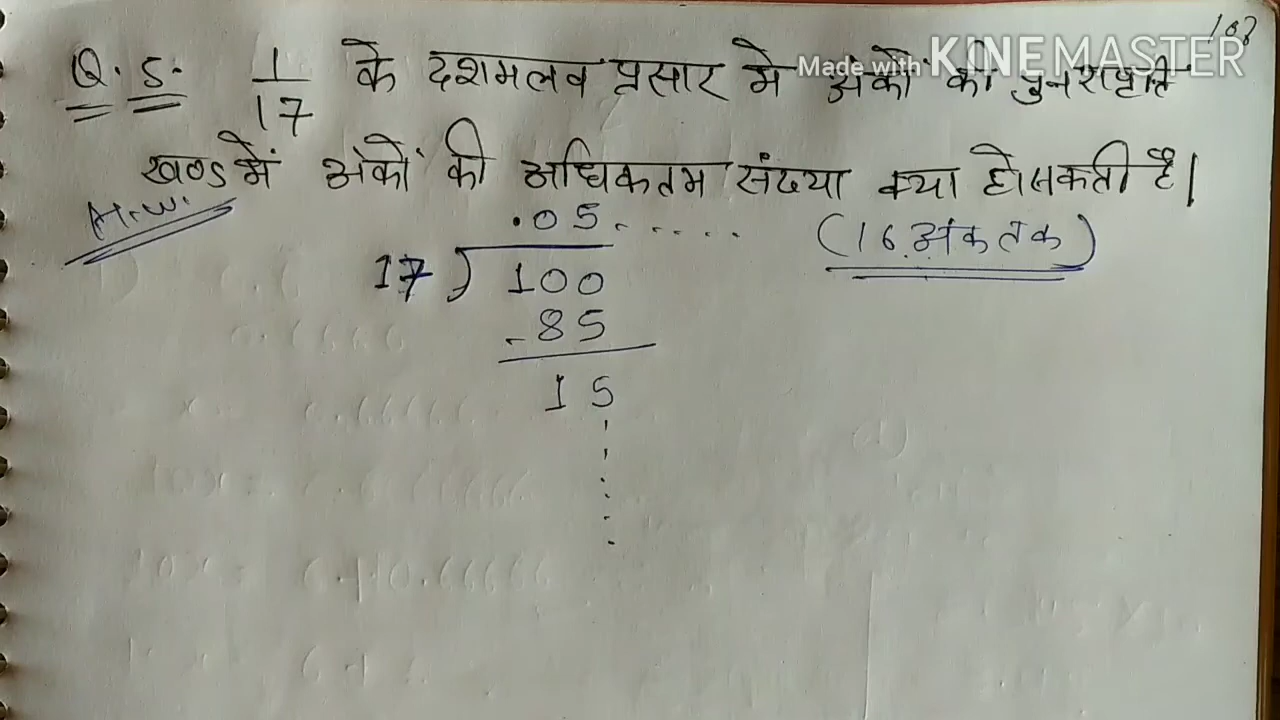 103
Q. 5. 1/17 के दशमलव प्रसार मे अंकों की पुनरावृत्ति
Made with KINEMASTER
खण्ड में अंकों की अधिकतम संख्या क्या हो सकती है।
H.W.
.05...... (16 अंक तक)
17) 100
-85
15